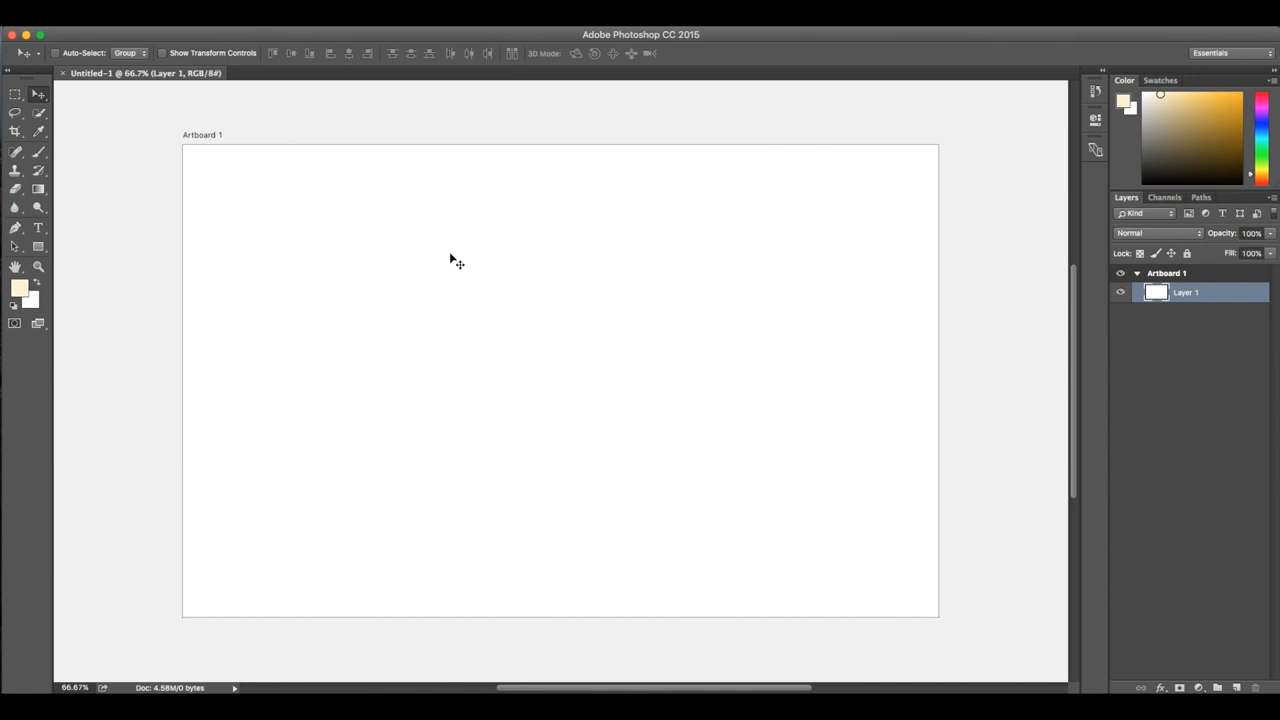 Adobe Photoshop CC 2015
Auto-Select: Group Show Transform Controls 3D Mode: Essentials
× Untitled-1 @ 66.7% (Layer 1, RGB/8#)
Color Swatches
Artboard 1
Layers Channels Paths
Kind
Normal Opacity: 100%
Lock: Fill: 100%
Artboard 1
Layer 1
66.67% Doc: 4.58M/0 bytes